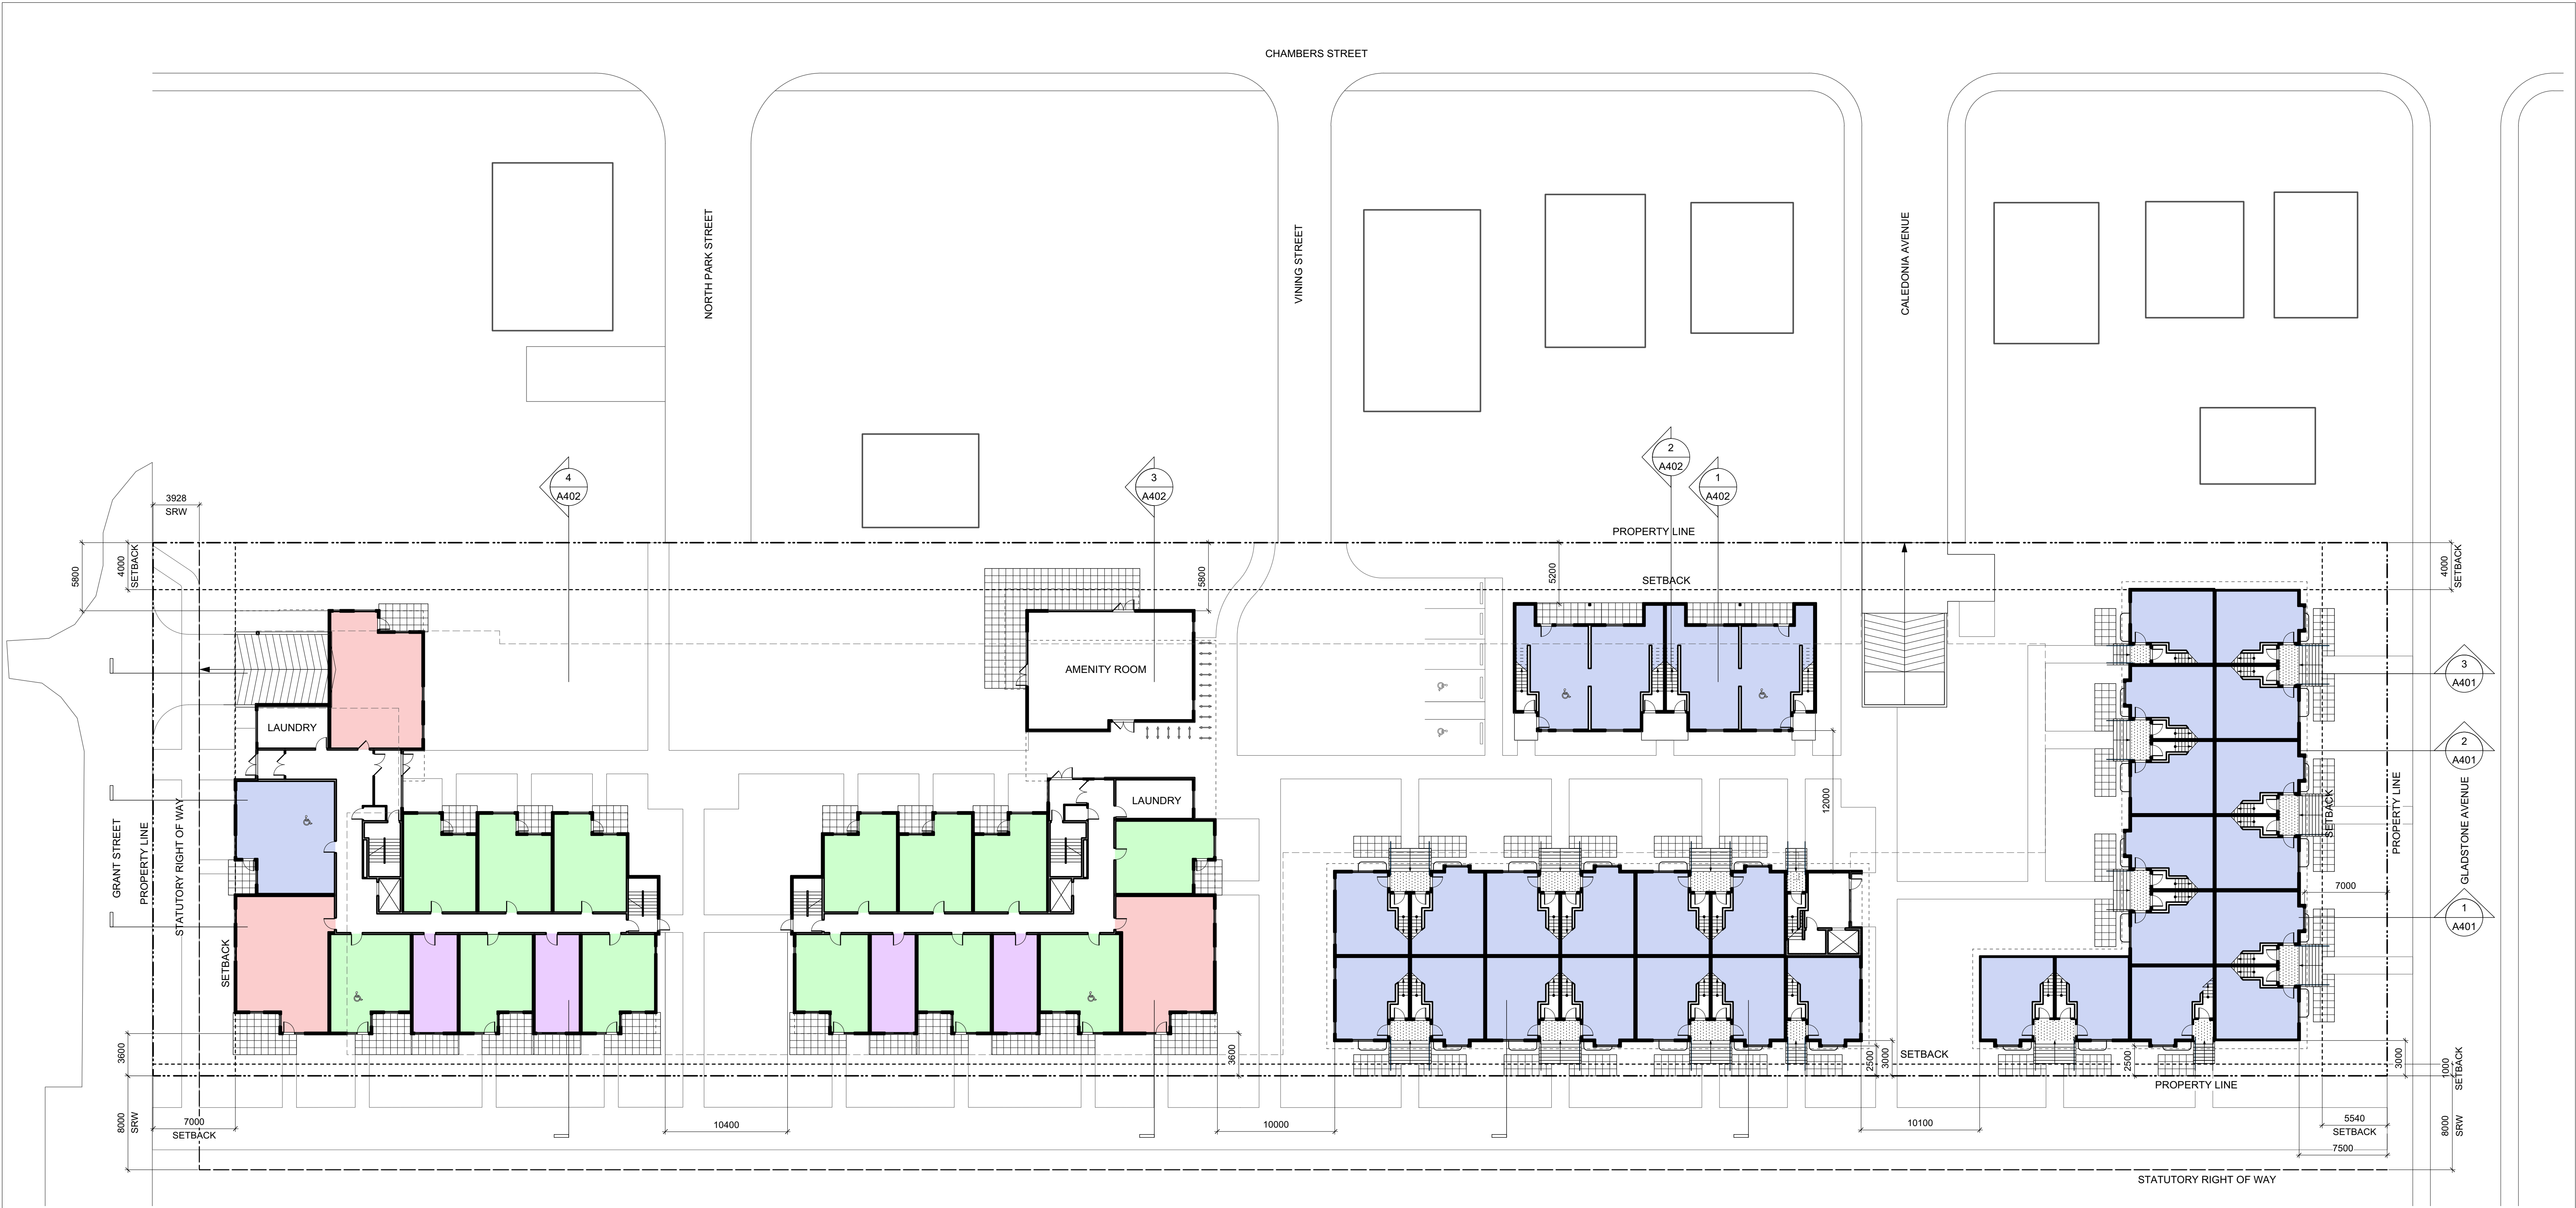 CHAMBERS STREET
NORTH PARK STREET
VINING STREET
CALEDONIA AVENUE
2
A402
4
A402
3
A402
1
A402
3928
SRW
PROPERTY LINE
5800
4000
SETBACK
5800
5200
SETBACK
4000
SETBACK
AMENITY ROOM
3
A401
LAUNDRY
2
A401
LAUNDRY
12000
GRANT STREET
PROPERTY LINE
STATUTORY RIGHT OF WAY
SETBACK
SETBACK
PROPERTY LINE
GLADSTONE AVENUE
7000
1
A401
3600
3600
2500
3000
SETBACK
2500
3000
1000
SETBACK
PROPERTY LINE
8000
SRW
7000
SETBACK
10400
10000
10100
5540
SETBACK
7500
8000
SRW
STATUTORY RIGHT OF WAY